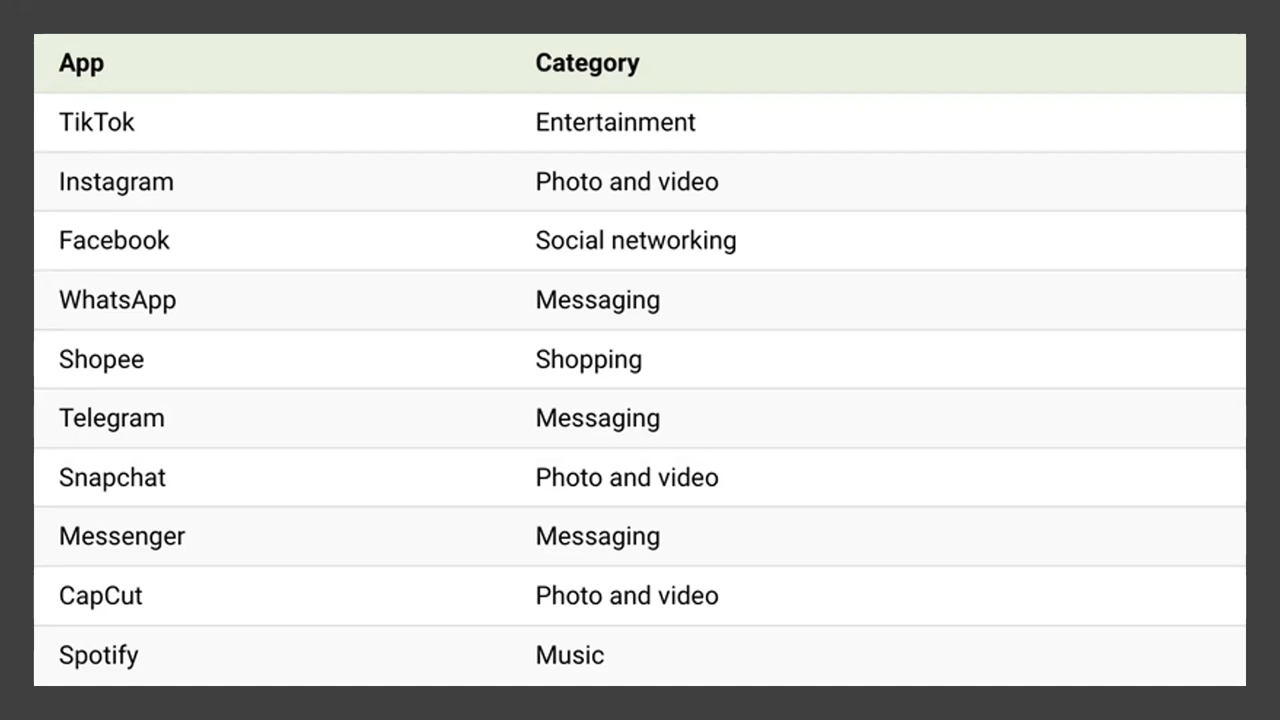 App Category
TikTok Entertainment
Instagram Photo and video
Facebook Social networking
WhatsApp Messaging
Shopee Shopping
Telegram Messaging
Snapchat Photo and video
Messenger Messaging
CapCut Photo and video
Spotify Music